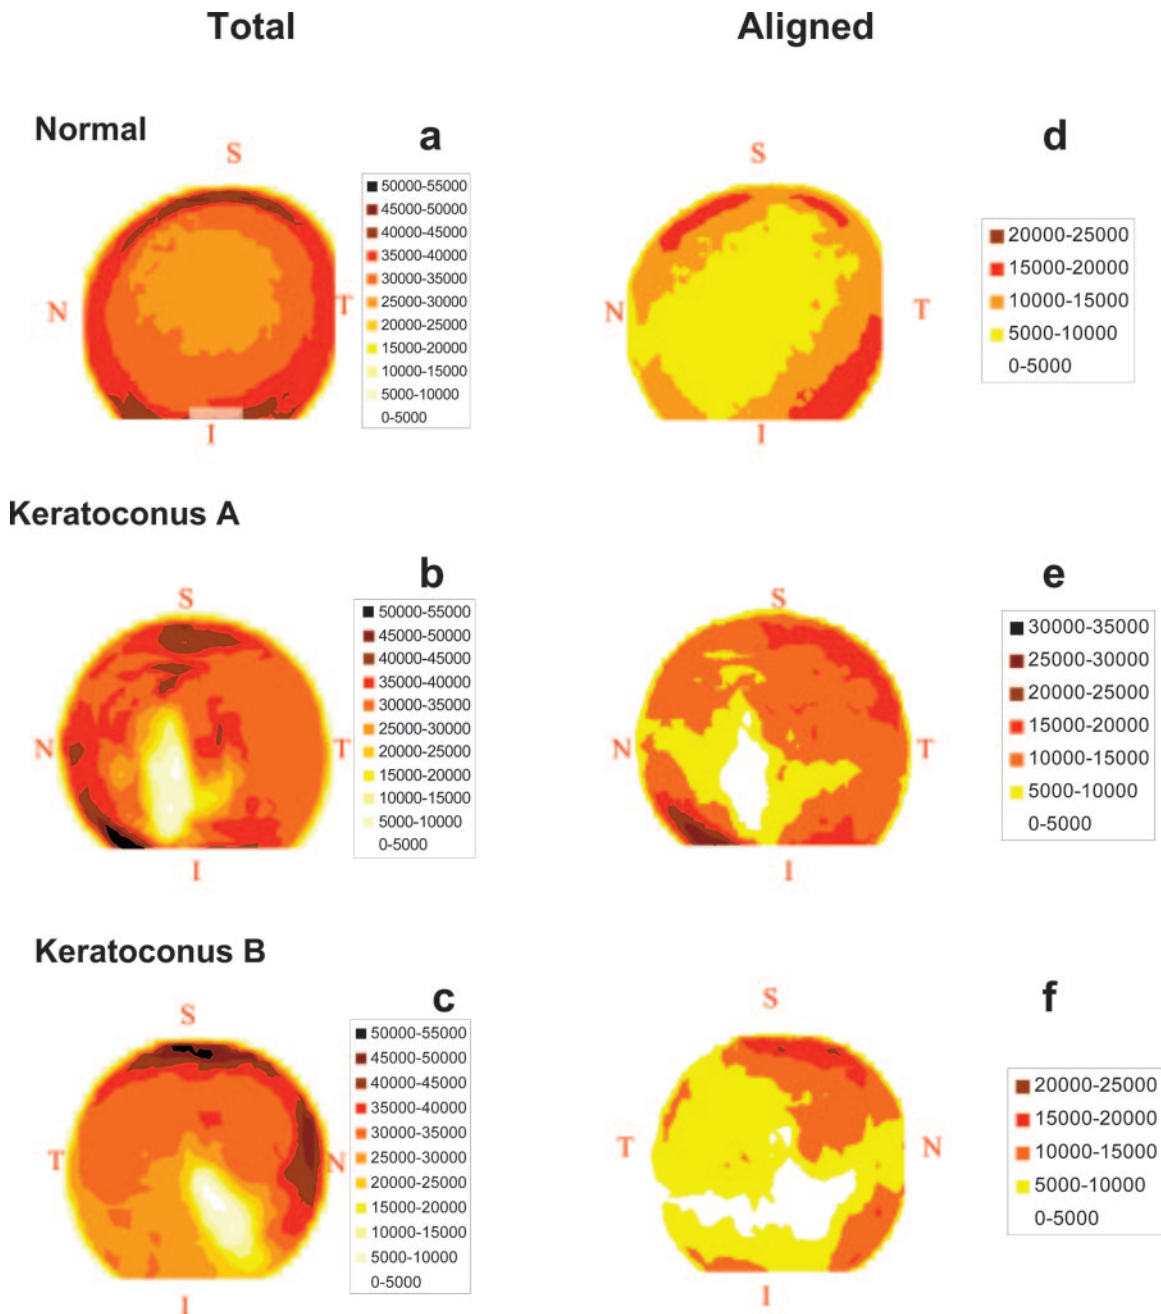 Total
Aligned
Normal
a
S
N
T
I
50000-55000
45000-50000
40000-45000
35000-40000
30000-35000
25000-30000
20000-25000
15000-20000
10000-15000
5000-10000
0-5000
d
S
N
T
I
20000-25000
15000-20000
10000-15000
5000-10000
0-5000
Keratoconus A
b
S
N
T
I
50000-55000
45000-50000
40000-45000
35000-40000
30000-35000
25000-30000
20000-25000
15000-20000
10000-15000
5000-10000
0-5000
e
S
N
T
I
30000-35000
25000-30000
20000-25000
15000-20000
10000-15000
5000-10000
0-5000
Keratoconus B
c
S
T
N
I
50000-55000
45000-50000
40000-45000
35000-40000
30000-35000
25000-30000
20000-25000
15000-20000
10000-15000
5000-10000
0-5000
f
S
T
N
I
20000-25000
15000-20000
10000-15000
5000-10000
0-5000